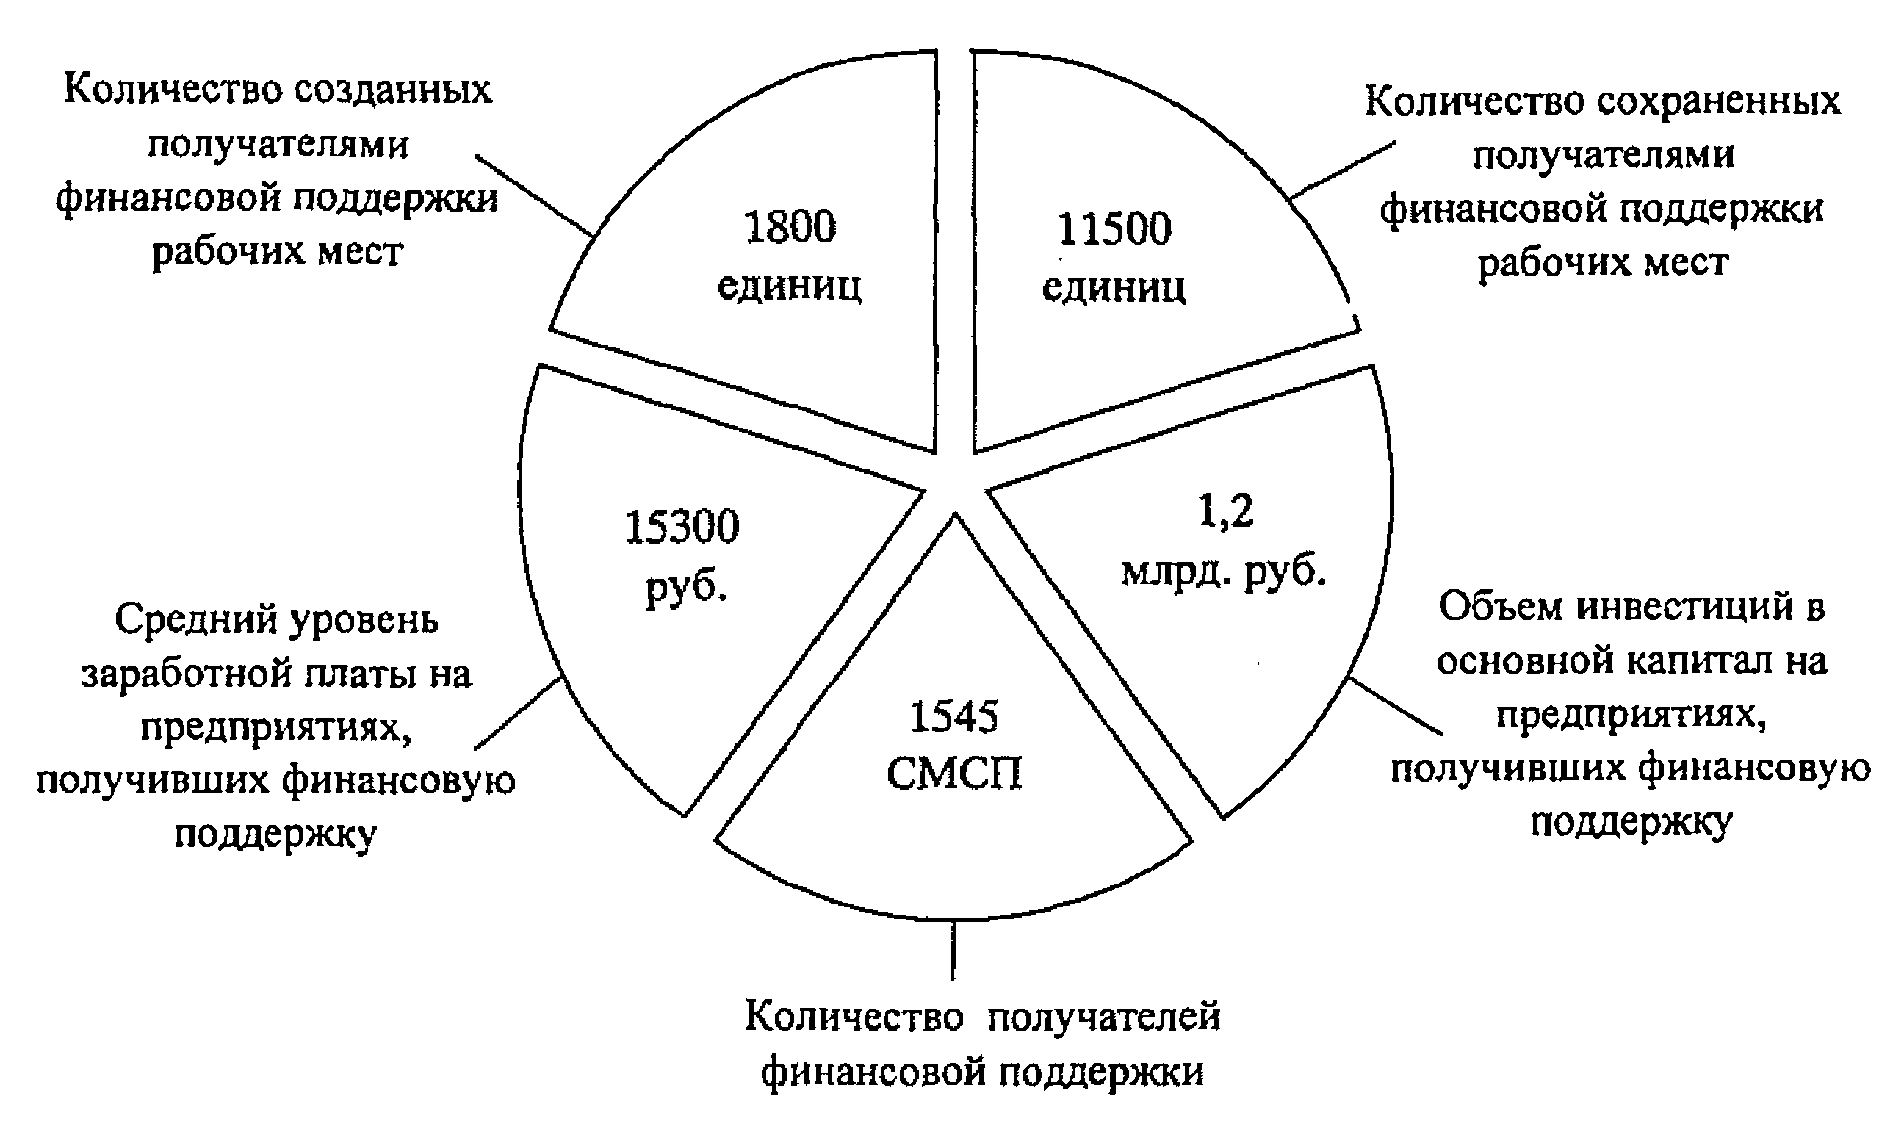 Количество созданных
получателями
финансовой поддержки
рабочих мест
1800
единиц
11500
единиц
Количество сохраненных
получателями
финансовой поддержки
рабочих мест
15300
руб.
1,2
млрд. руб.
Средний уровень
заработной платы на
предприятиях,
получивших финансовую
поддержку
1545
СМСП
Объем инвестиций в
основной капитал на
предприятиях,
получивших финансовую
поддержку
Количество получателей
финансовой поддержки